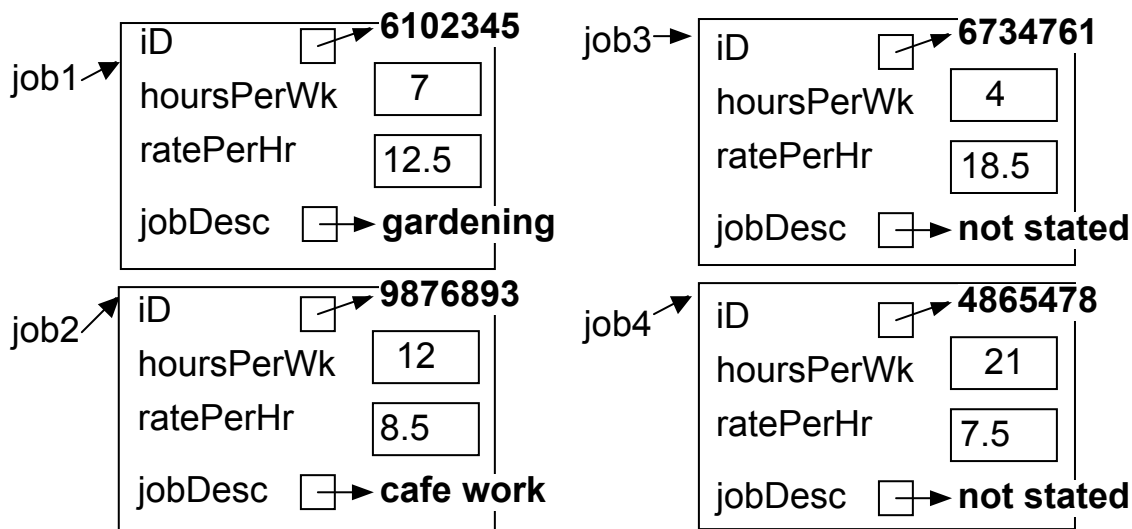 job1
iD 6102345
hoursPerWk 7
ratePerHr 12.5
jobDesc gardening
job2
iD 9876893
hoursPerWk 12
ratePerHr 8.5
jobDesc cafe work
job3
iD 6734761
hoursPerWk 4
ratePerHr 18.5
jobDesc not stated
job4
iD 4865478
hoursPerWk 21
ratePerHr 7.5
jobDesc not stated